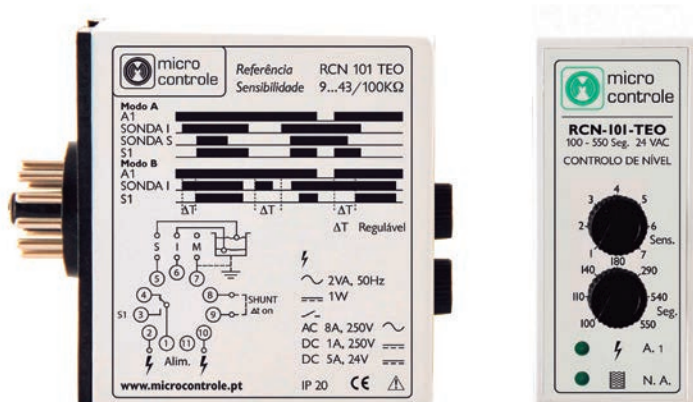 micro
controle
Referência RCN 101 TEO
Sensibilidade 9...43/100KΩ
Modo A
A1
SONDA I
SONDA S
S1
Modo B
A1
SONDA I
S1
ΔT ΔT ΔT
ΔT Regulável
S I M
5 6 7
4 8 SHUNT
S1 3 9 Δt on
2 1 11 10
Alim.
2VA, 50Hz
1W
AC 8A, 250V
DC 1A, 250V
DC 5A, 24V
www.microcontrole.pt IP 20 CE
micro
controle
RCN-101-TEO
100 - 550 Seg. 24 VAC
CONTROLO DE NÍVEL
4
3 5
2 6
Sens.
1 7
180
140 290
110 540
Seg.
100 550
A. 1
N. A.